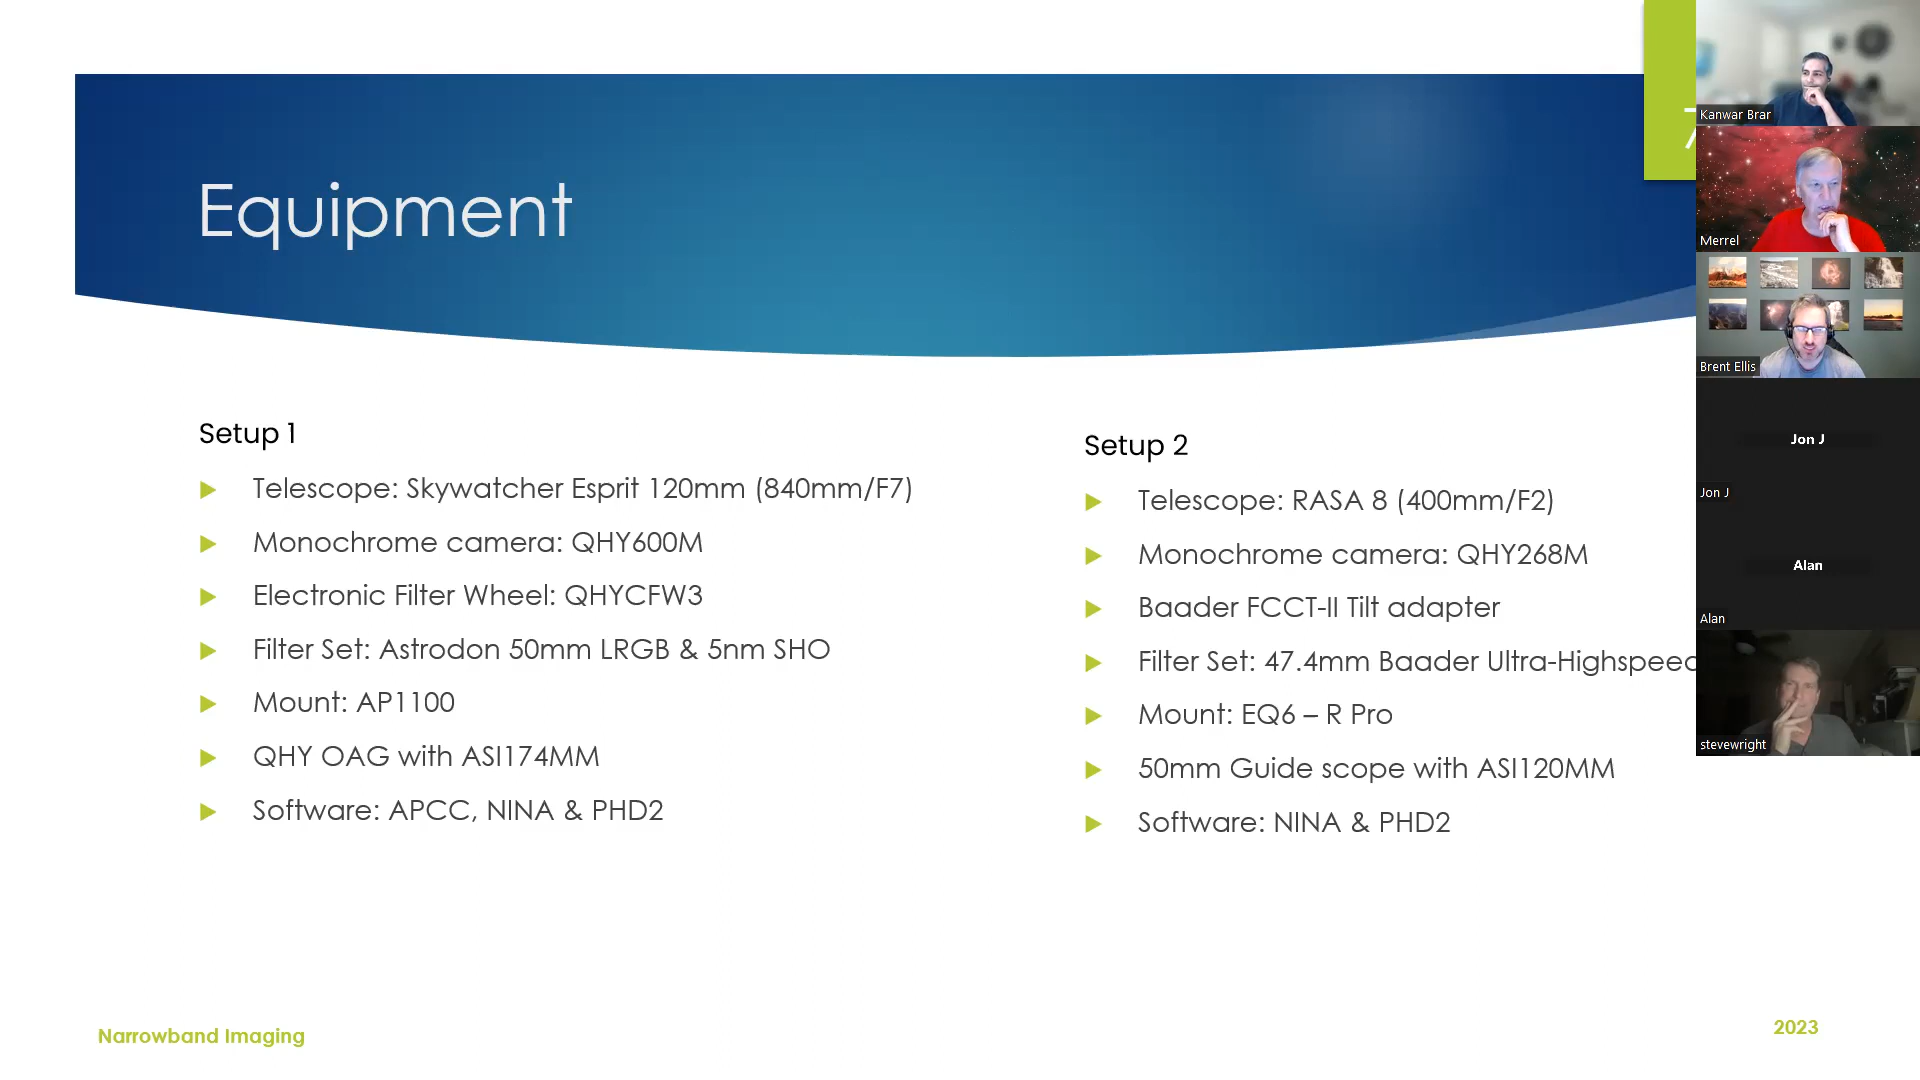 Equipment
7
Setup 1
Telescope: Skywatcher Esprit 120mm (840mm/F7)
Monochrome camera: QHY600M
Electronic Filter Wheel: QHYCFW3
Filter Set: Astrodon 50mm LRGB & 5nm SHO
Mount: AP1100
QHY OAG with ASI174MM
Software: APCC, NINA & PHD2
Setup 2
Telescope: RASA 8 (400mm/F2)
Monochrome camera: QHY268M
Baader FCCT-II Tilt adapter
Filter Set: 47.4mm Baader Ultra-Highspeed
Mount: EQ6 – R Pro
50mm Guide scope with ASI120MM
Software: NINA & PHD2
Narrowband Imaging
2023
Kanwar Brar
Merrel
Brent Ellis
Jon J
Jon J
Alan
Alan
stevewright